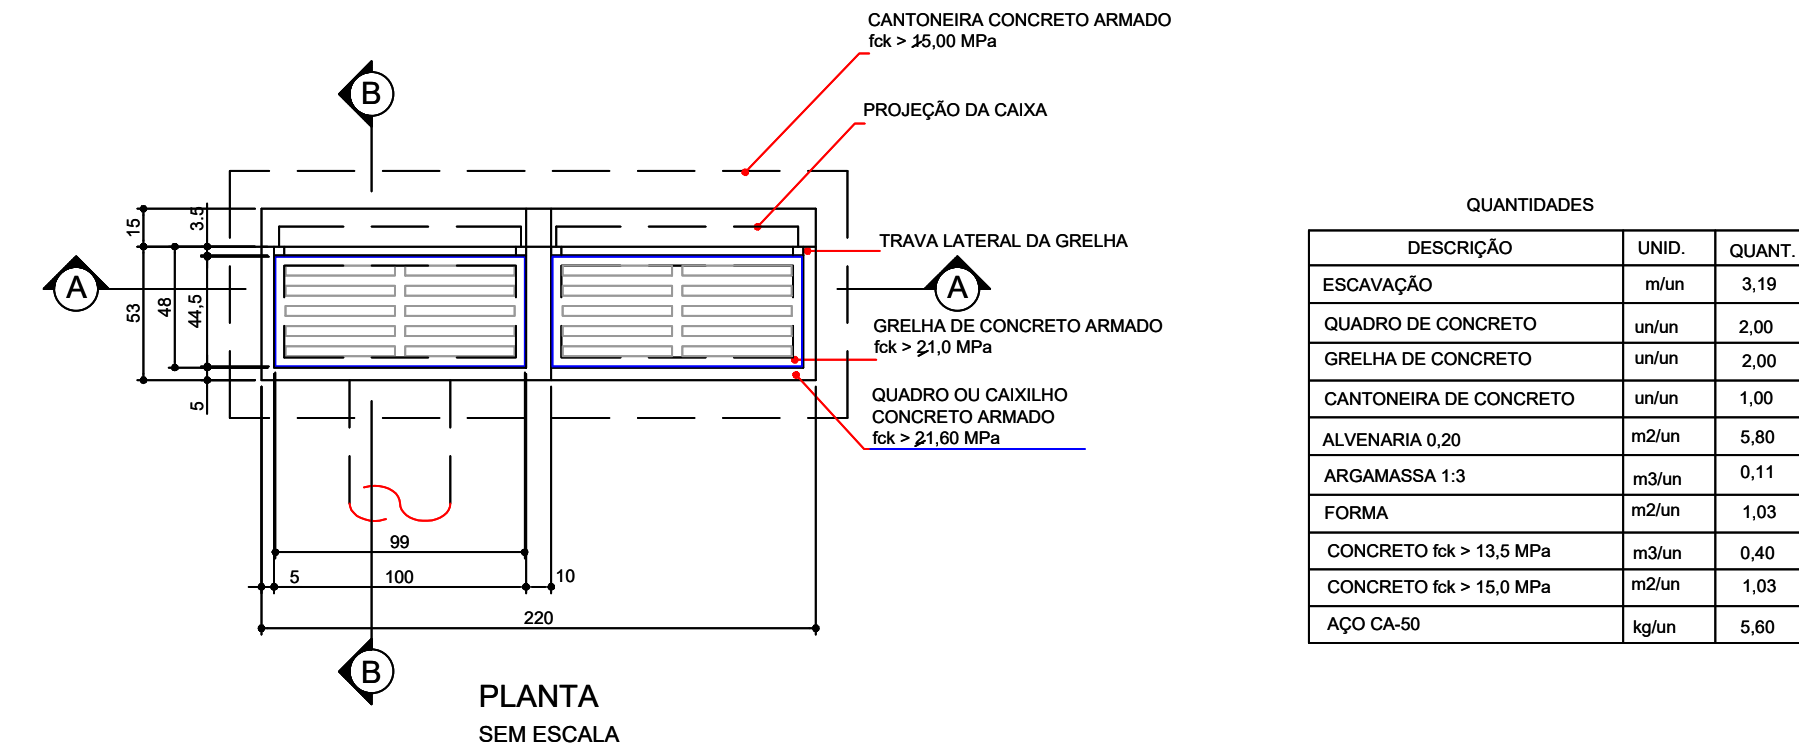 CANTONEIRA CONCRETO ARMADO
fck > 15,00 MPa
B
PROJEÇÃO DA CAIXA
15
3.5
TRAVA LATERAL DA GRELHA
A
A
53
48
44,5
GRELHA DE CONCRETO ARMADO
fck > 21,0 MPa
5
QUADRO OU CAIXILHO
CONCRETO ARMADO
fck > 21,60 MPa
99
5
100
10
220
B
PLANTA
SEM ESCALA
QUANTIDADES
DESCRIÇÃO UNID. QUANT.
ESCAVAÇÃO m/un 3,19
QUADRO DE CONCRETO un/un 2,00
GRELHA DE CONCRETO un/un 2,00
CANTONEIRA DE CONCRETO un/un 1,00
ALVENARIA 0,20 m2/un 5,80
ARGAMASSA 1:3 m3/un 0,11
FORMA m2/un 1,03
CONCRETO fck > 13,5 MPa m3/un 0,40
CONCRETO fck > 15,0 MPa m2/un 1,03
AÇO CA-50 kg/un 5,60